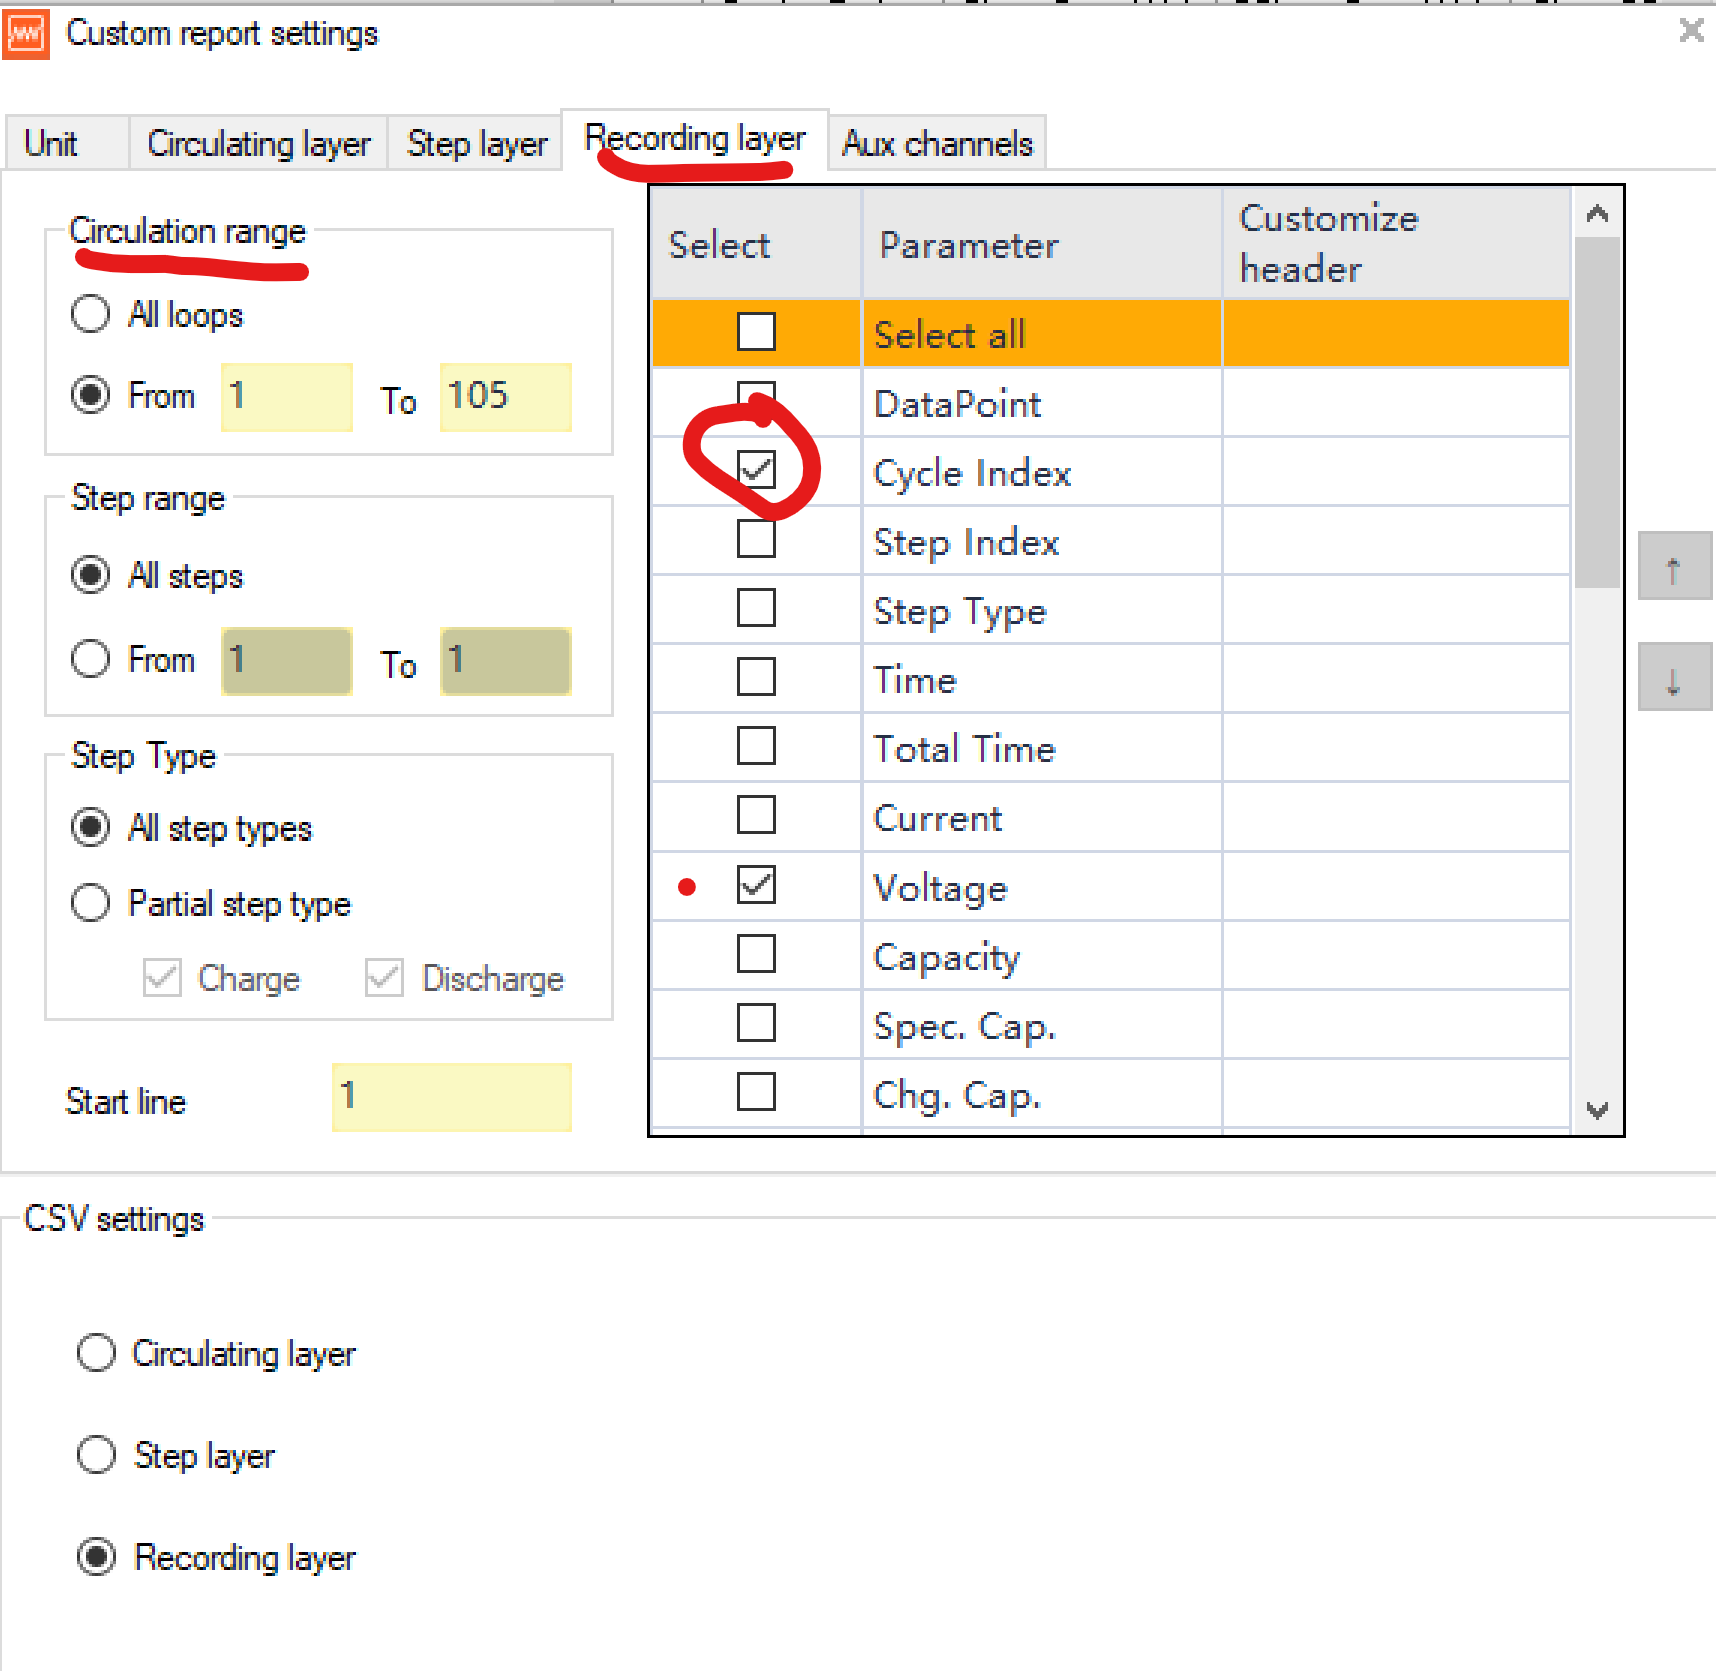 Custom report settings
Unit
Circulating layer
Step layer
Recording layer
Aux channels
Circulation range
All loops
From 1 To 105
Step range
All steps
From 1 To 1
Step Type
All step types
Partial step type
Charge Discharge
Start line 1
Select Parameter Customize header
Select all
DataPoint
Cycle Index
Step Index
Step Type
Time
Total Time
Current
Voltage
Capacity
Spec. Cap.
Chg. Cap.
CSV settings
Circulating layer
Step layer
Recording layer